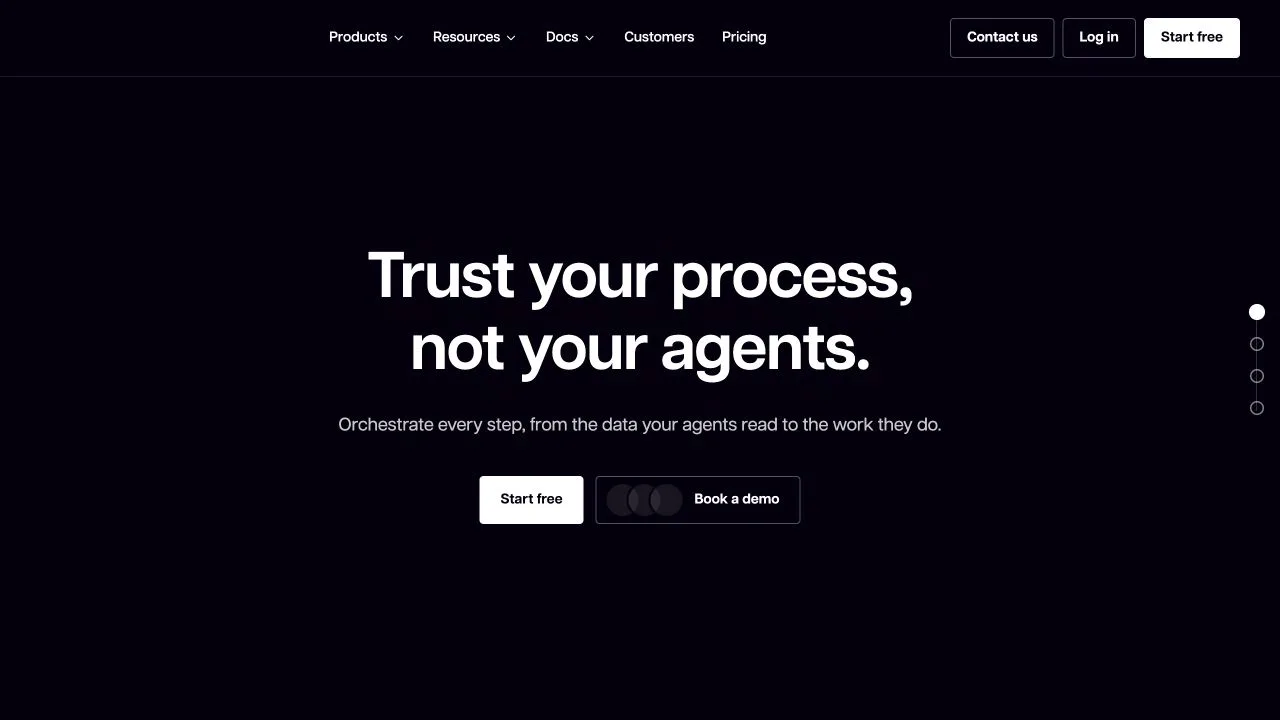 Products
Resources
Docs
Customers
Pricing
Contact us
Log in
Start free
Trust your process,
not your agents.
Orchestrate every step, from the data your agents read to the work they do.
Start free
Book a demo